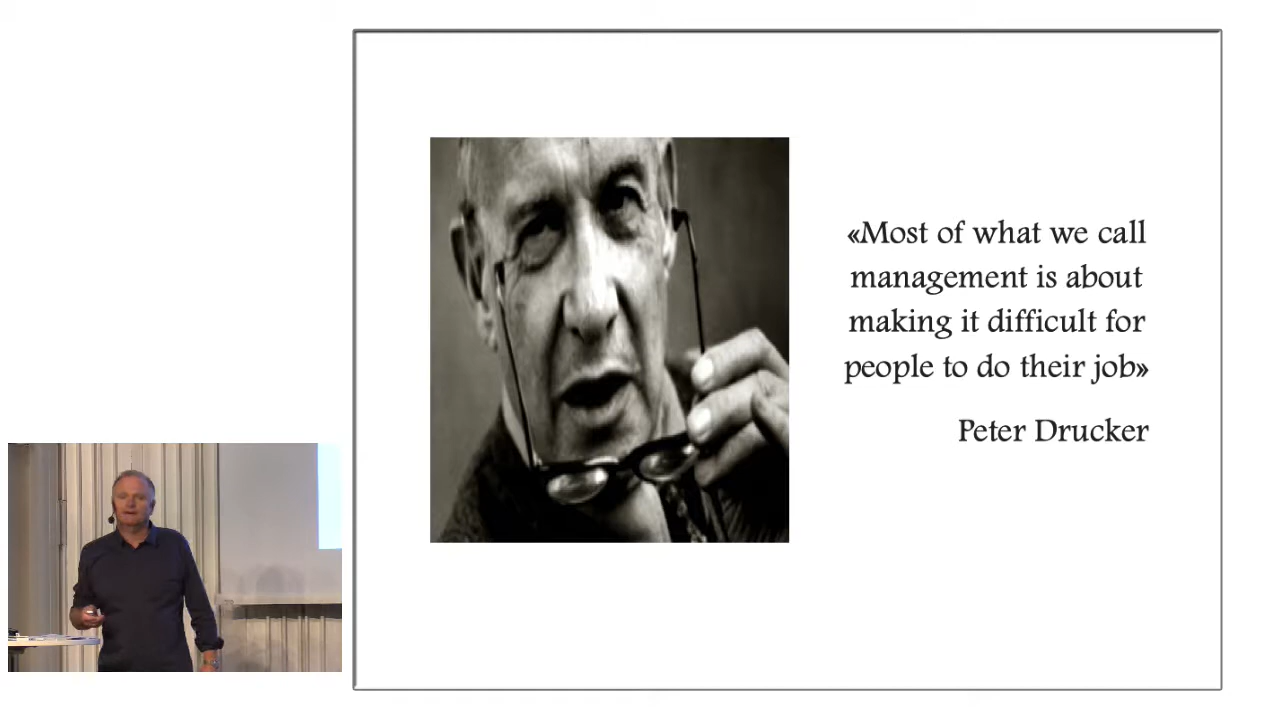 «Most of what we call
management is about
making it difficult for
people to do their job»
Peter Drucker